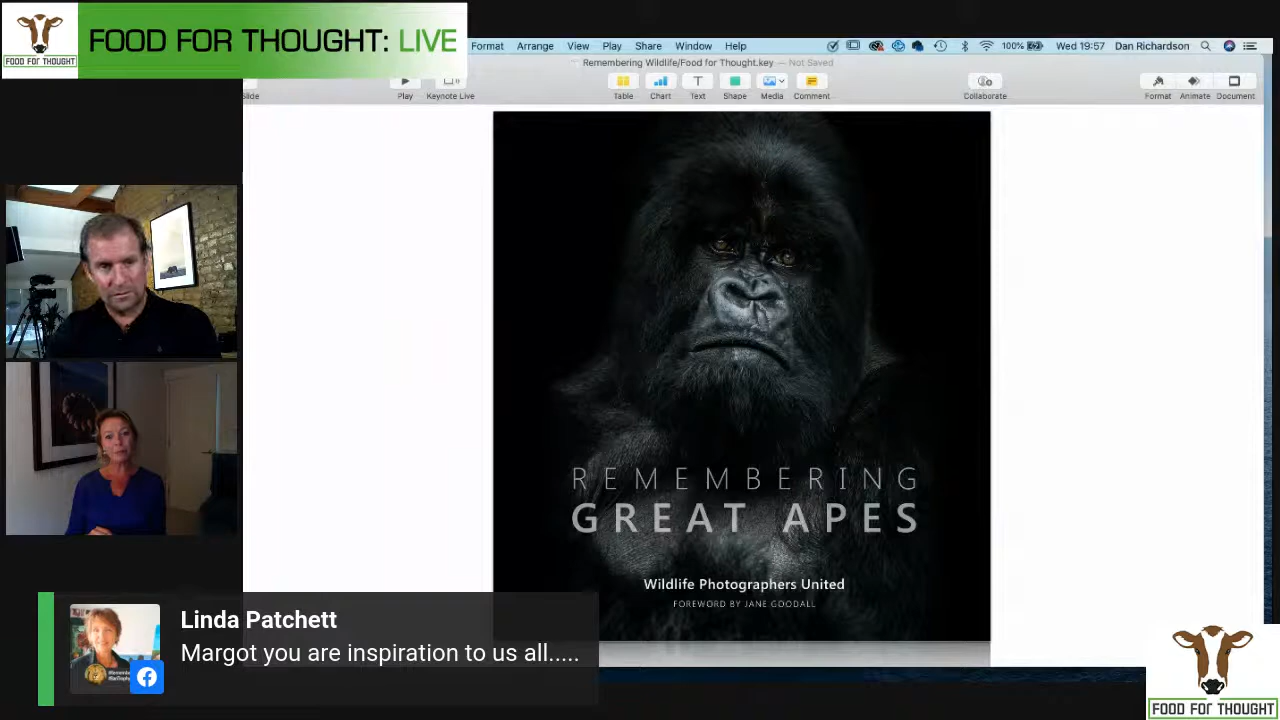 FOOD FOR THOUGHT
FOOD FOR THOUGHT: LIVE
Format Arrange View Play Share Window Help 100% Wed 19:57 Dan Richardson
Remembering Wildlife/Food for Thought.key — Not Saved
Slide Play Keynote Live Table Chart Text Shape Media Comment Collaborate Format Animate Document
REMEMBERING
GREAT APES
Wildlife Photographers United
FOREWORD BY JANE GOODALL
Linda Patchett
Margot you are inspiration to us all.....
FOOD FOR THOUGHT